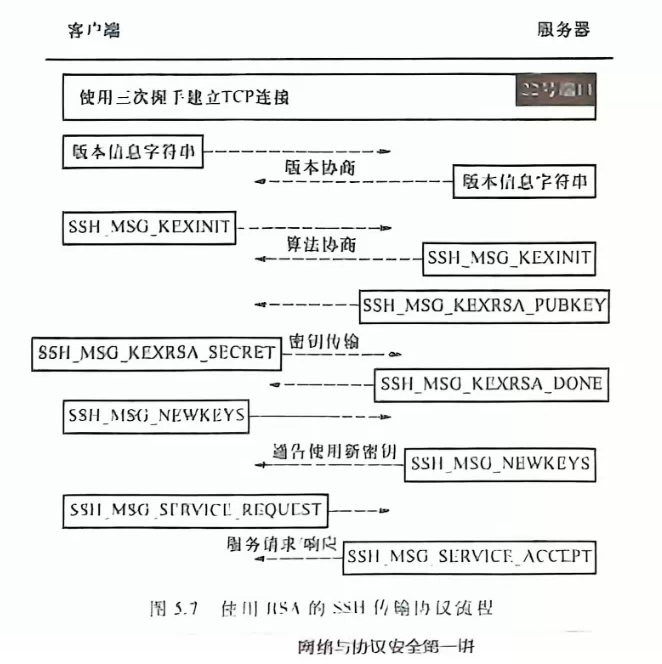 客户端 服务器
使用三次握手建立TCP连接 22号端口
版本信息字符串
版本协商
版本信息字符串
SSH_MSG_KEXINIT
算法协商
SSH_MSG_KEXINIT
SSH_MSG_KEXRSA_PUBKEY
密钥传输
SSH_MSG_KEXRSA_SECRET
SSH_MSG_KEXRSA_DONE
SSH_MSG_NEWKEYS
通告使用新密钥
SSH_MSG_NEWKEYS
SSH_MSG_SERVICE_REQUEST
服务请求/响应
SSH_MSG_SERVICE_ACCEPT
图 5.7 使用 RSA 的 SSH 传输协议流程
网络与协议安全第一讲